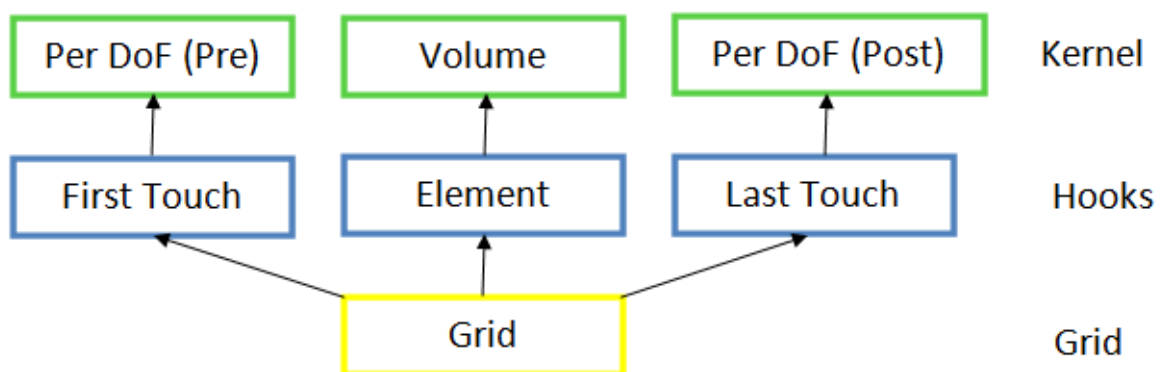 Per DoF (Pre)
Volume
Per DoF (Post)
Kernel
First Touch
Element
Last Touch
Hooks
Grid
Grid